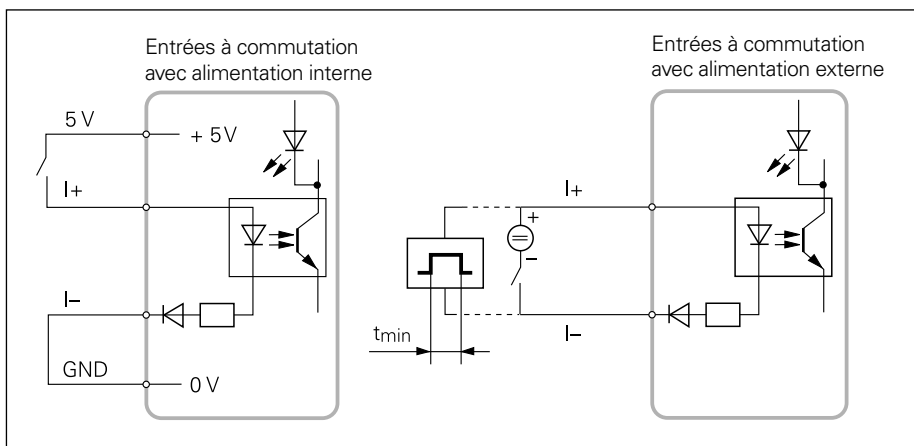 Entrées à commutation
avec alimentation interne
5 V
+ 5V
I+
I–
GND
0 V
Entrées à commutation
avec alimentation externe
I+
+
–
I–
tmin